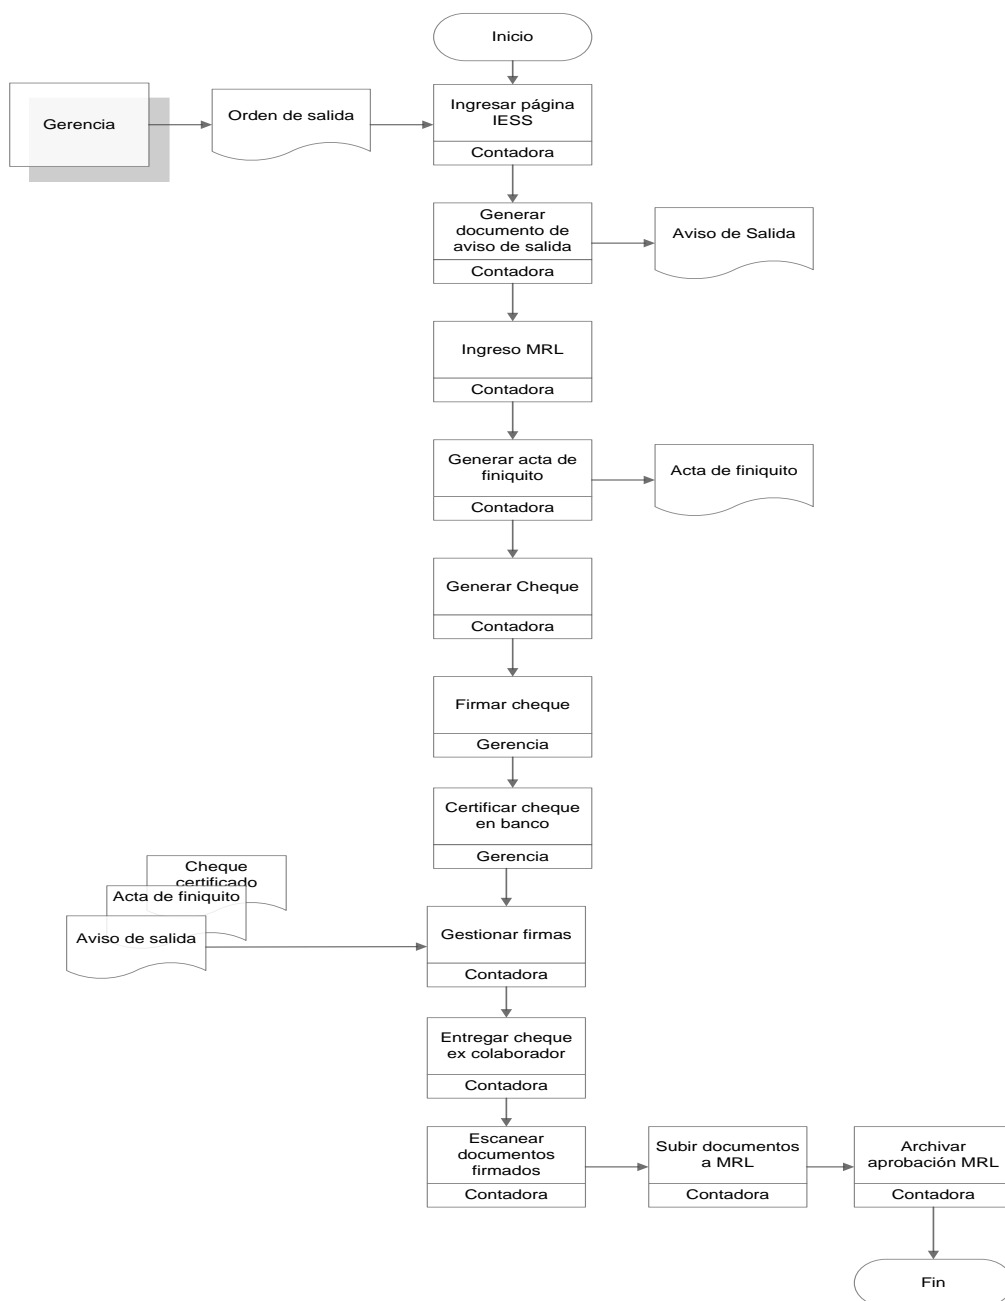 Inicio
Gerencia
Orden de salida
Ingresar página
IESS
Contadora
Generar
documento de
aviso de salida
Contadora
Aviso de Salida
Ingreso MRL
Contadora
Generar acta de
finiquito
Contadora
Acta de finiquito
Generar Cheque
Contadora
Firmar cheque
Gerencia
Certificar cheque
en banco
Gerencia
Cheque
certificado
Acta de finiquito
Aviso de salida
Gestionar firmas
Contadora
Entregar cheque
ex colaborador
Contadora
Escanear
documentos
firmados
Contadora
Subir documentos
a MRL
Contadora
Archivar
aprobación MRL
Contadora
Fin